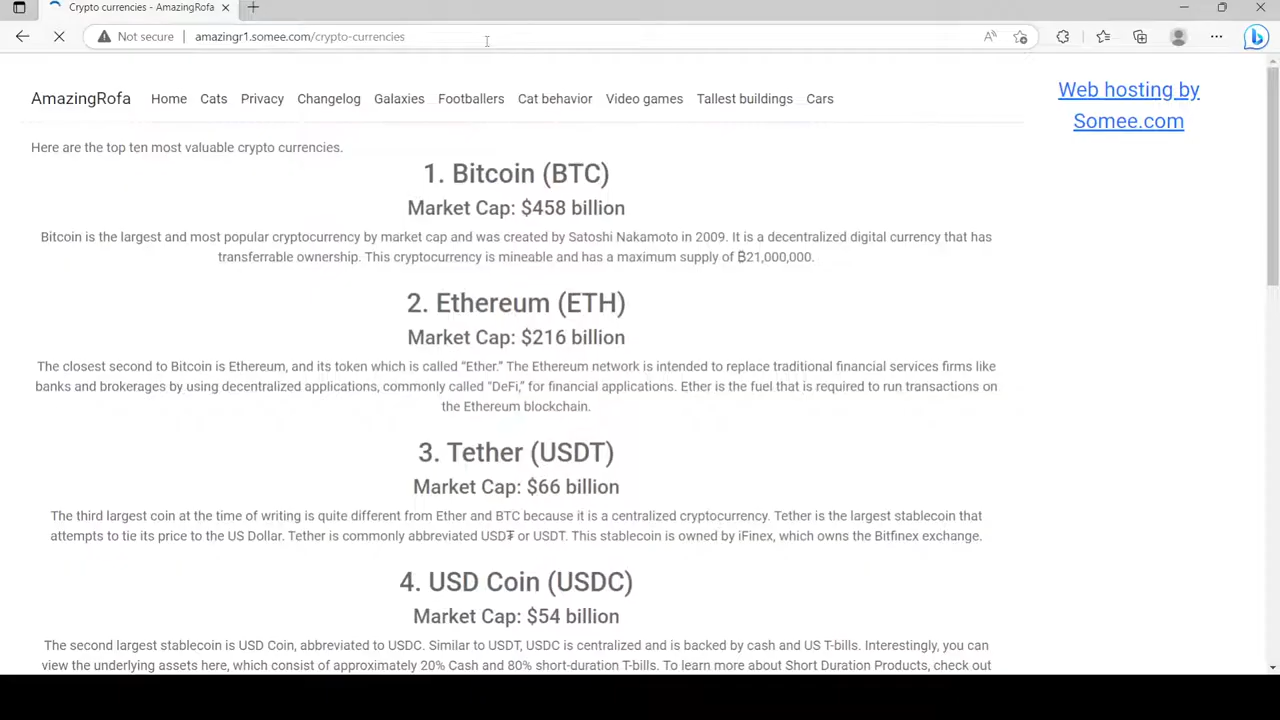 Crypto currencies - AmazingRofa
Not secure
amazingr1.somee.com/crypto-currencies
AmazingRofa
Home
Cats
Privacy
Changelog
Galaxies
Footballers
Cat behavior
Video games
Tallest buildings
Cars
Web hosting by
Somee.com
Here are the top ten most valuable crypto currencies.
1. Bitcoin (BTC)
Market Cap: $458 billion
Bitcoin is the largest and most popular cryptocurrency by market cap and was created by Satoshi Nakamoto in 2009. It is a decentralized digital currency that has
transferrable ownership. This cryptocurrency is mineable and has a maximum supply of ₿21,000,000.
2. Ethereum (ETH)
Market Cap: $216 billion
The closest second to Bitcoin is Ethereum, and its token which is called “Ether.” The Ethereum network is intended to replace traditional financial services firms like
banks and brokerages by using decentralized applications, commonly called “DeFi,” for financial applications. Ether is the fuel that is required to run transactions on
the Ethereum blockchain.
3. Tether (USDT)
Market Cap: $66 billion
The third largest coin at the time of writing is quite different from Ether and BTC because it is a centralized cryptocurrency. Tether is the largest stablecoin that
attempts to tie its price to the US Dollar. Tether is commonly abbreviated USD₮ or USDT. This stablecoin is owned by iFinex, which owns the Bitfinex exchange.
4. USD Coin (USDC)
Market Cap: $54 billion
The second largest stablecoin is USD Coin, abbreviated to USDC. Similar to USDT, USDC is centralized and is backed by cash and US T-bills. Interestingly, you can
view the underlying assets here, which consist of approximately 20% Cash and 80% short-duration T-bills. To learn more about Short Duration Products, check out